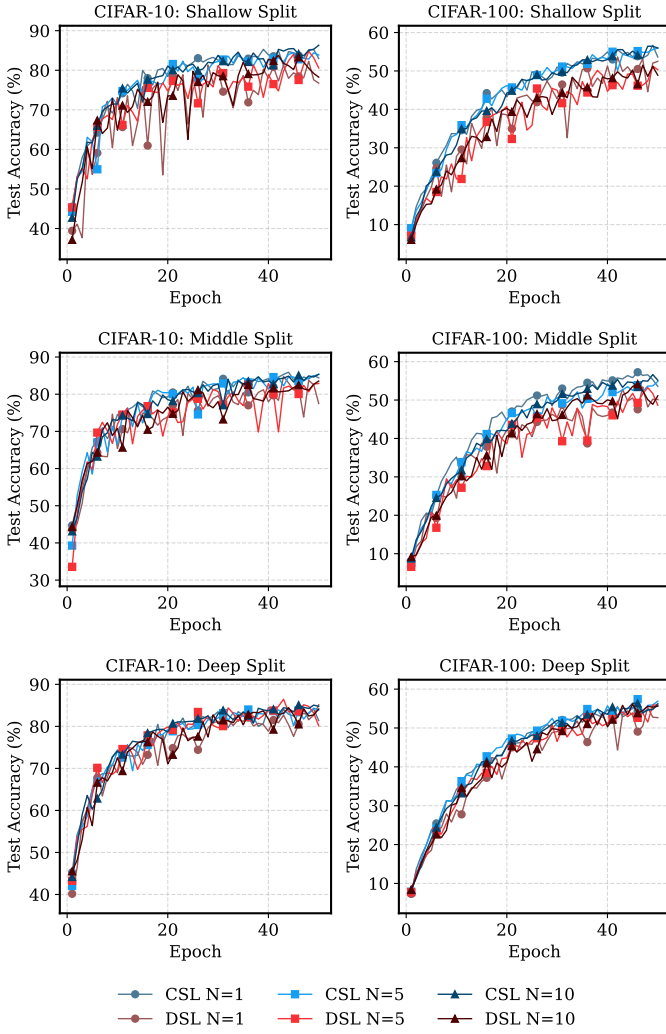 CIFAR-10: Shallow Split
CIFAR-100: Shallow Split
Test Accuracy (%)
90
80
70
60
50
40
0
20
40
Epoch
Test Accuracy (%)
60
50
40
30
20
10
0
20
40
Epoch
CIFAR-10: Middle Split
CIFAR-100: Middle Split
Test Accuracy (%)
90
80
70
60
50
40
30
0
20
40
Epoch
Test Accuracy (%)
60
50
40
30
20
10
0
20
40
Epoch
CIFAR-10: Deep Split
CIFAR-100: Deep Split
Test Accuracy (%)
90
80
70
60
50
40
0
20
40
Epoch
Test Accuracy (%)
60
50
40
30
20
10
0
20
40
Epoch
CSL N=1
CSL N=5
CSL N=10
DSL N=1
DSL N=5
DSL N=10